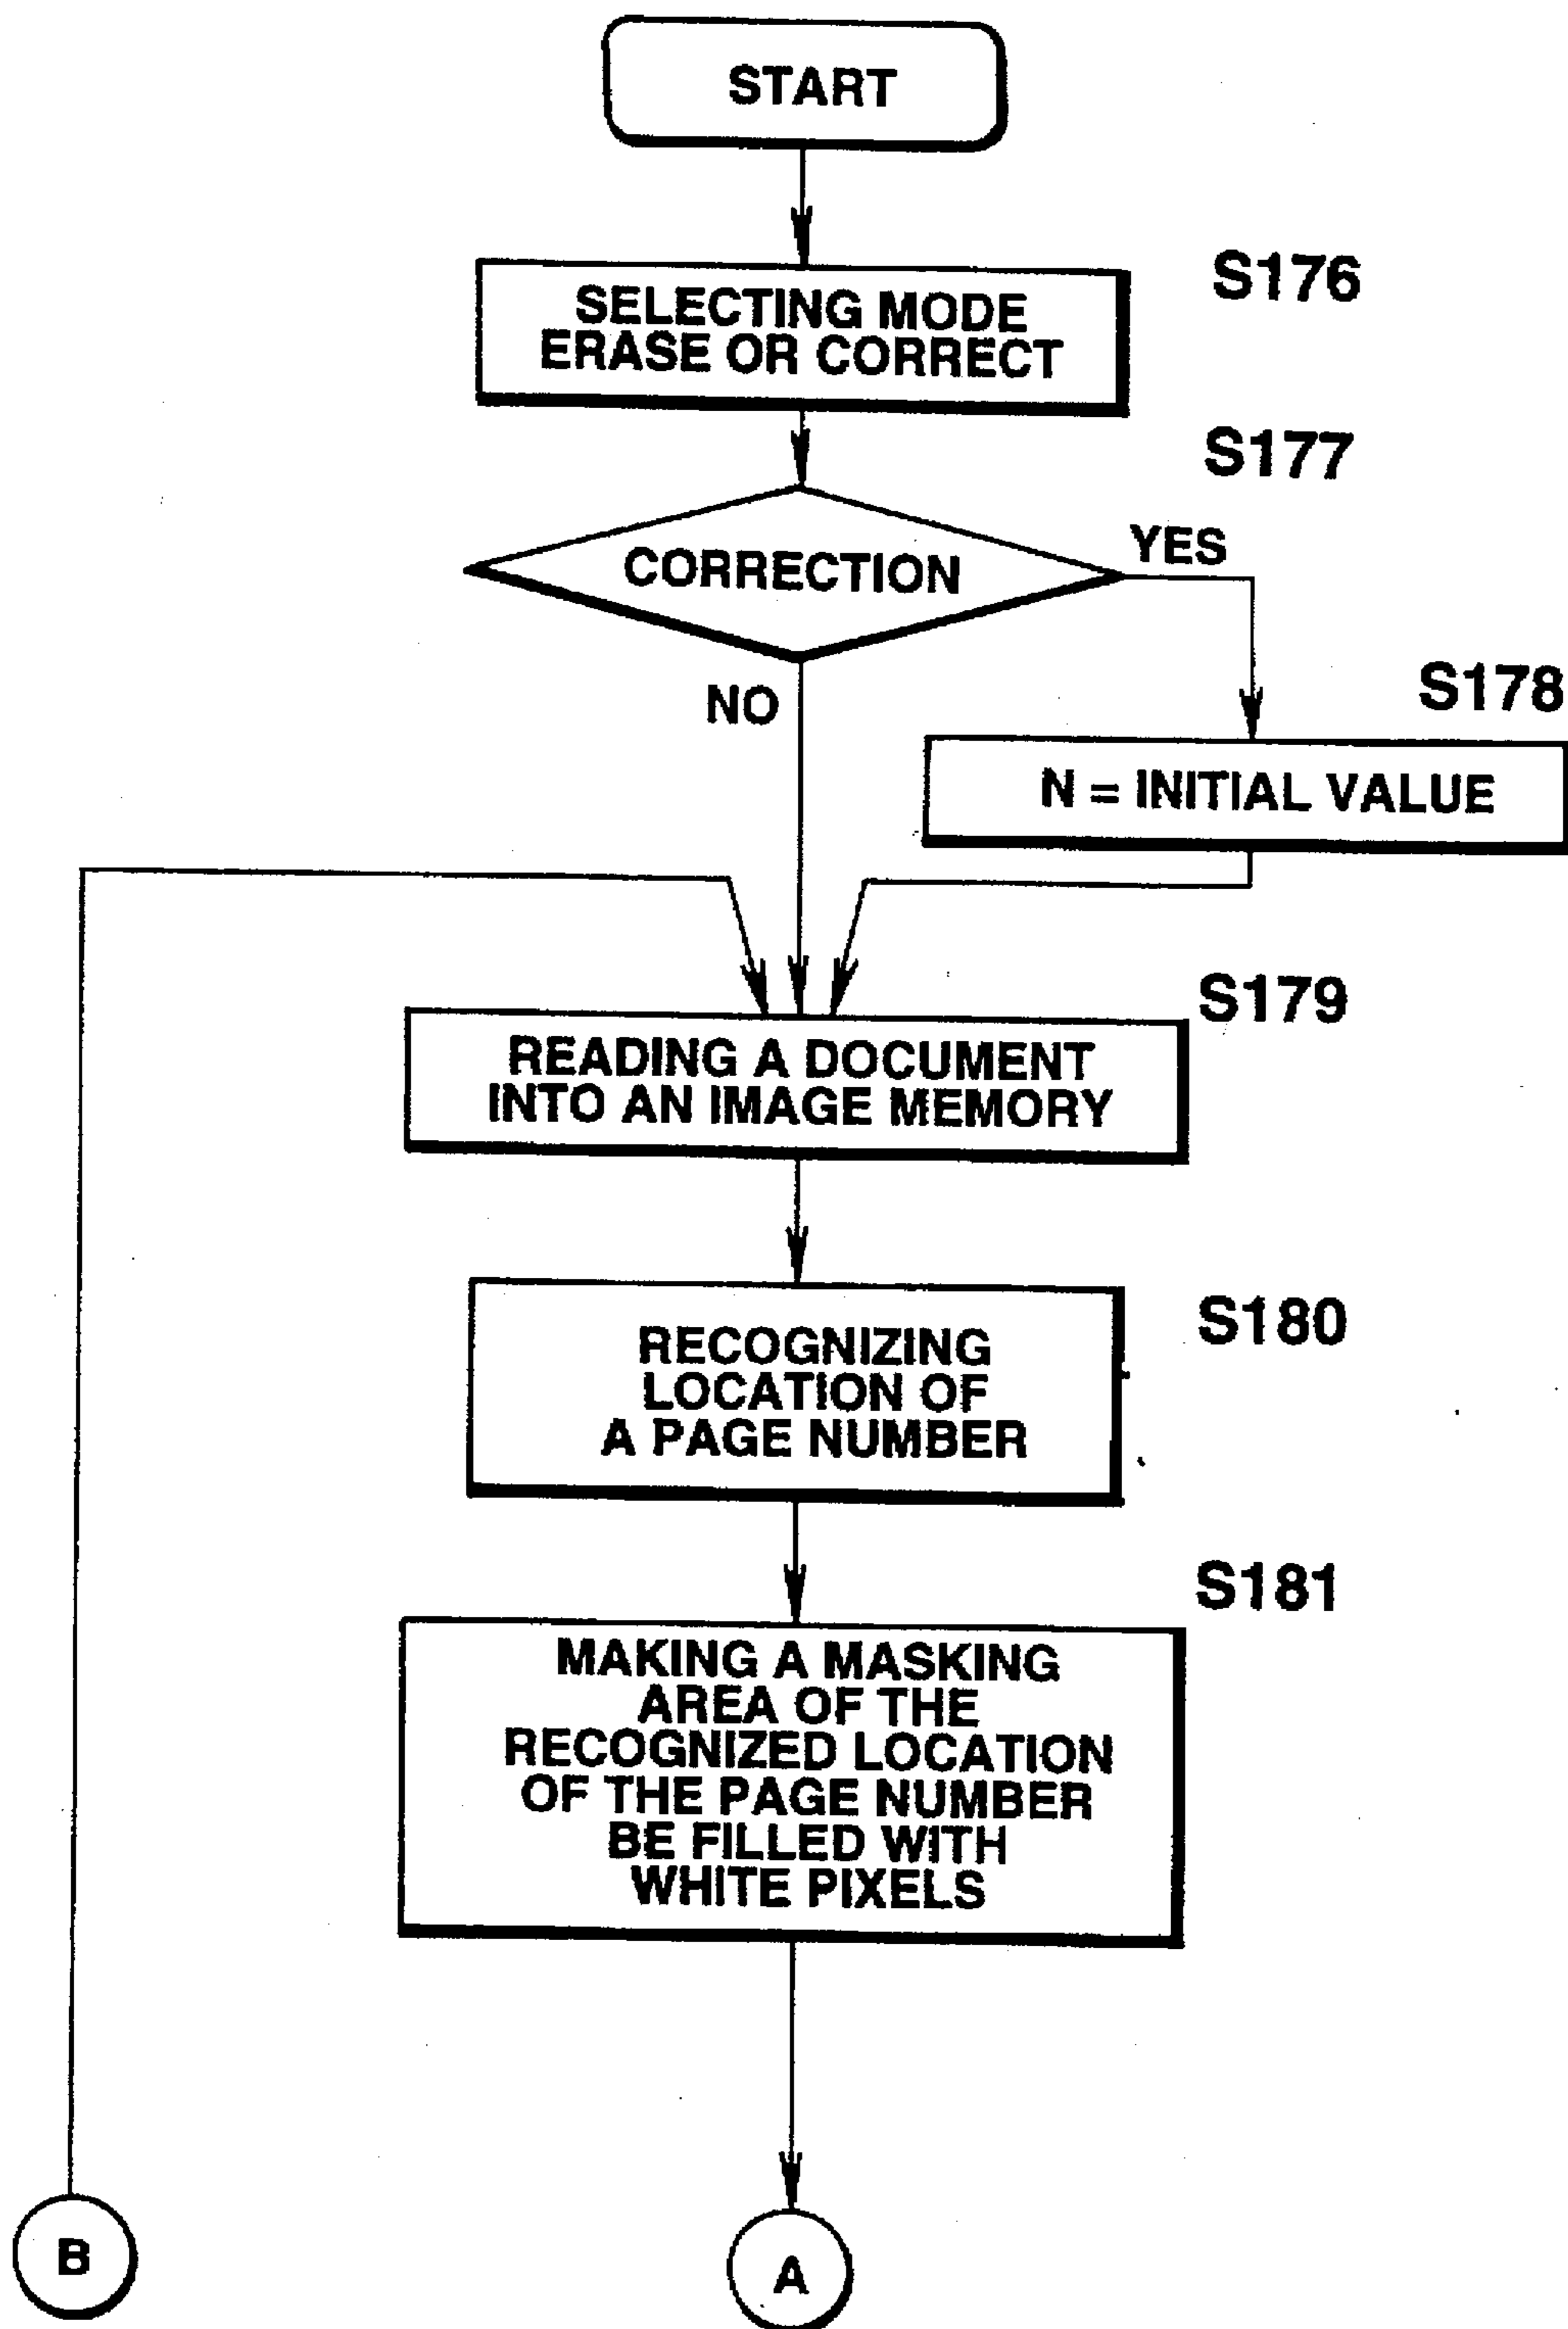 START
S176
SELECTING MODE
ERASE OR CORRECT
S177
CORRECTION
YES
NO
S178
N = INITIAL VALUE
S179
READING A DOCUMENT
INTO AN IMAGE MEMORY
S180
RECOGNIZING
LOCATION OF
A PAGE NUMBER
S181
MAKING A MASKING
AREA OF THE
RECOGNIZED LOCATION
OF THE PAGE NUMBER
BE FILLED WITH
WHITE PIXELS
B
A